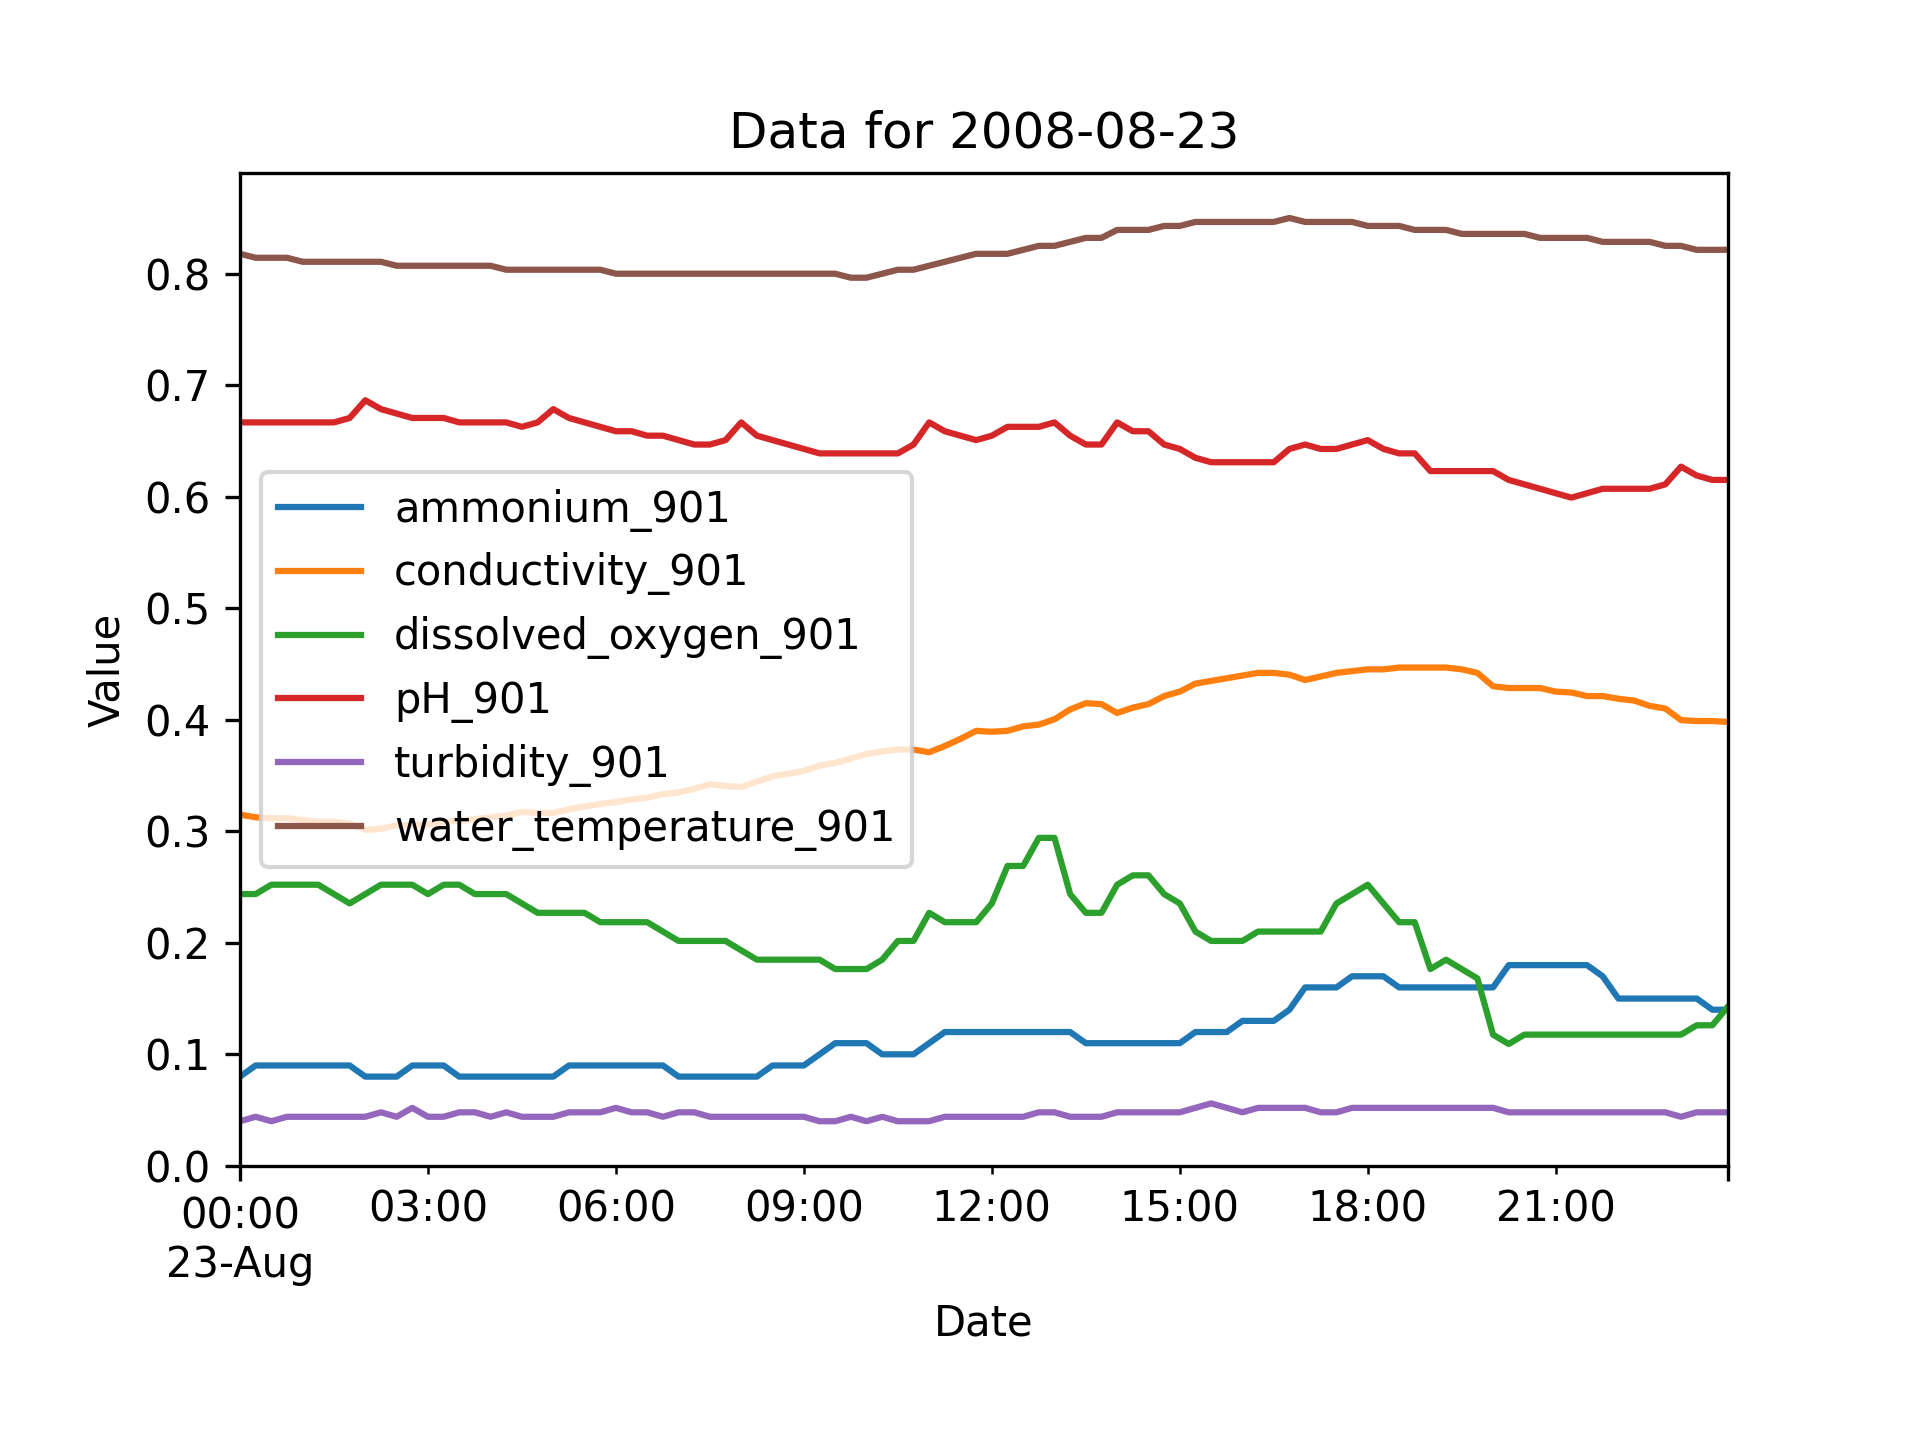 Data for 2008-08-23
Value
0.8
0.7
0.6
0.5
0.4
0.3
0.2
0.1
0.0
ammonium_901
conductivity_901
dissolved_oxygen_901
pH_901
turbidity_901
water_temperature_901
00:00 03:00 06:00 09:00 12:00 15:00 18:00 21:00
23-Aug
Date